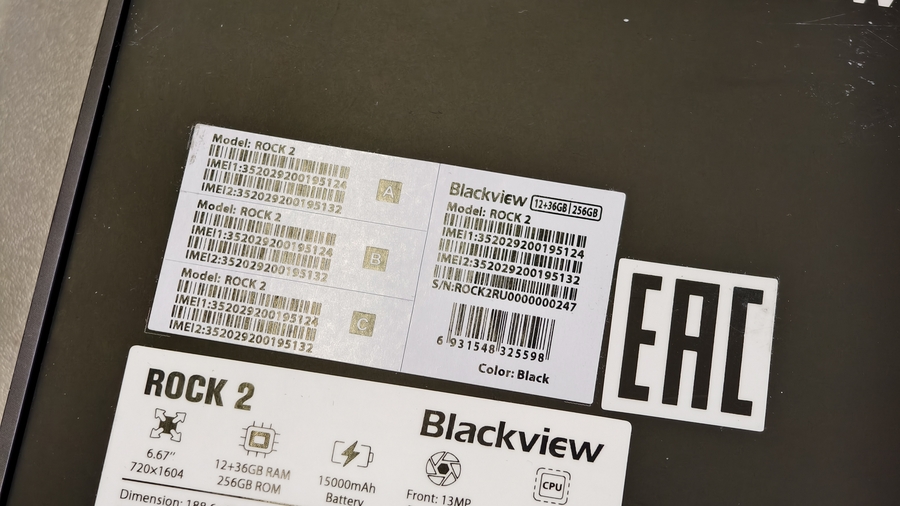 Model: ROCK 2
IMEI1:352029200195124
IMEI2:352029200195132
A
Model: ROCK 2
IMEI1:352029200195124
IMEI2:352029200195132
B
Model: ROCK 2
IMEI1:352029200195124
IMEI2:352029200195132
C
Blackview 12+36GB 256GB
Model: ROCK 2
IMEI1:352029200195124
IMEI2:352029200195132
S/N:ROCK2RU0000000247
6 931548 325598
Color: Black
EAC
ROCK 2
Blackview
6.67"
720×1604
12+36GB RAM
256GB ROM
15000mAh
Battery
Front: 13MP
CPU
Dimension: